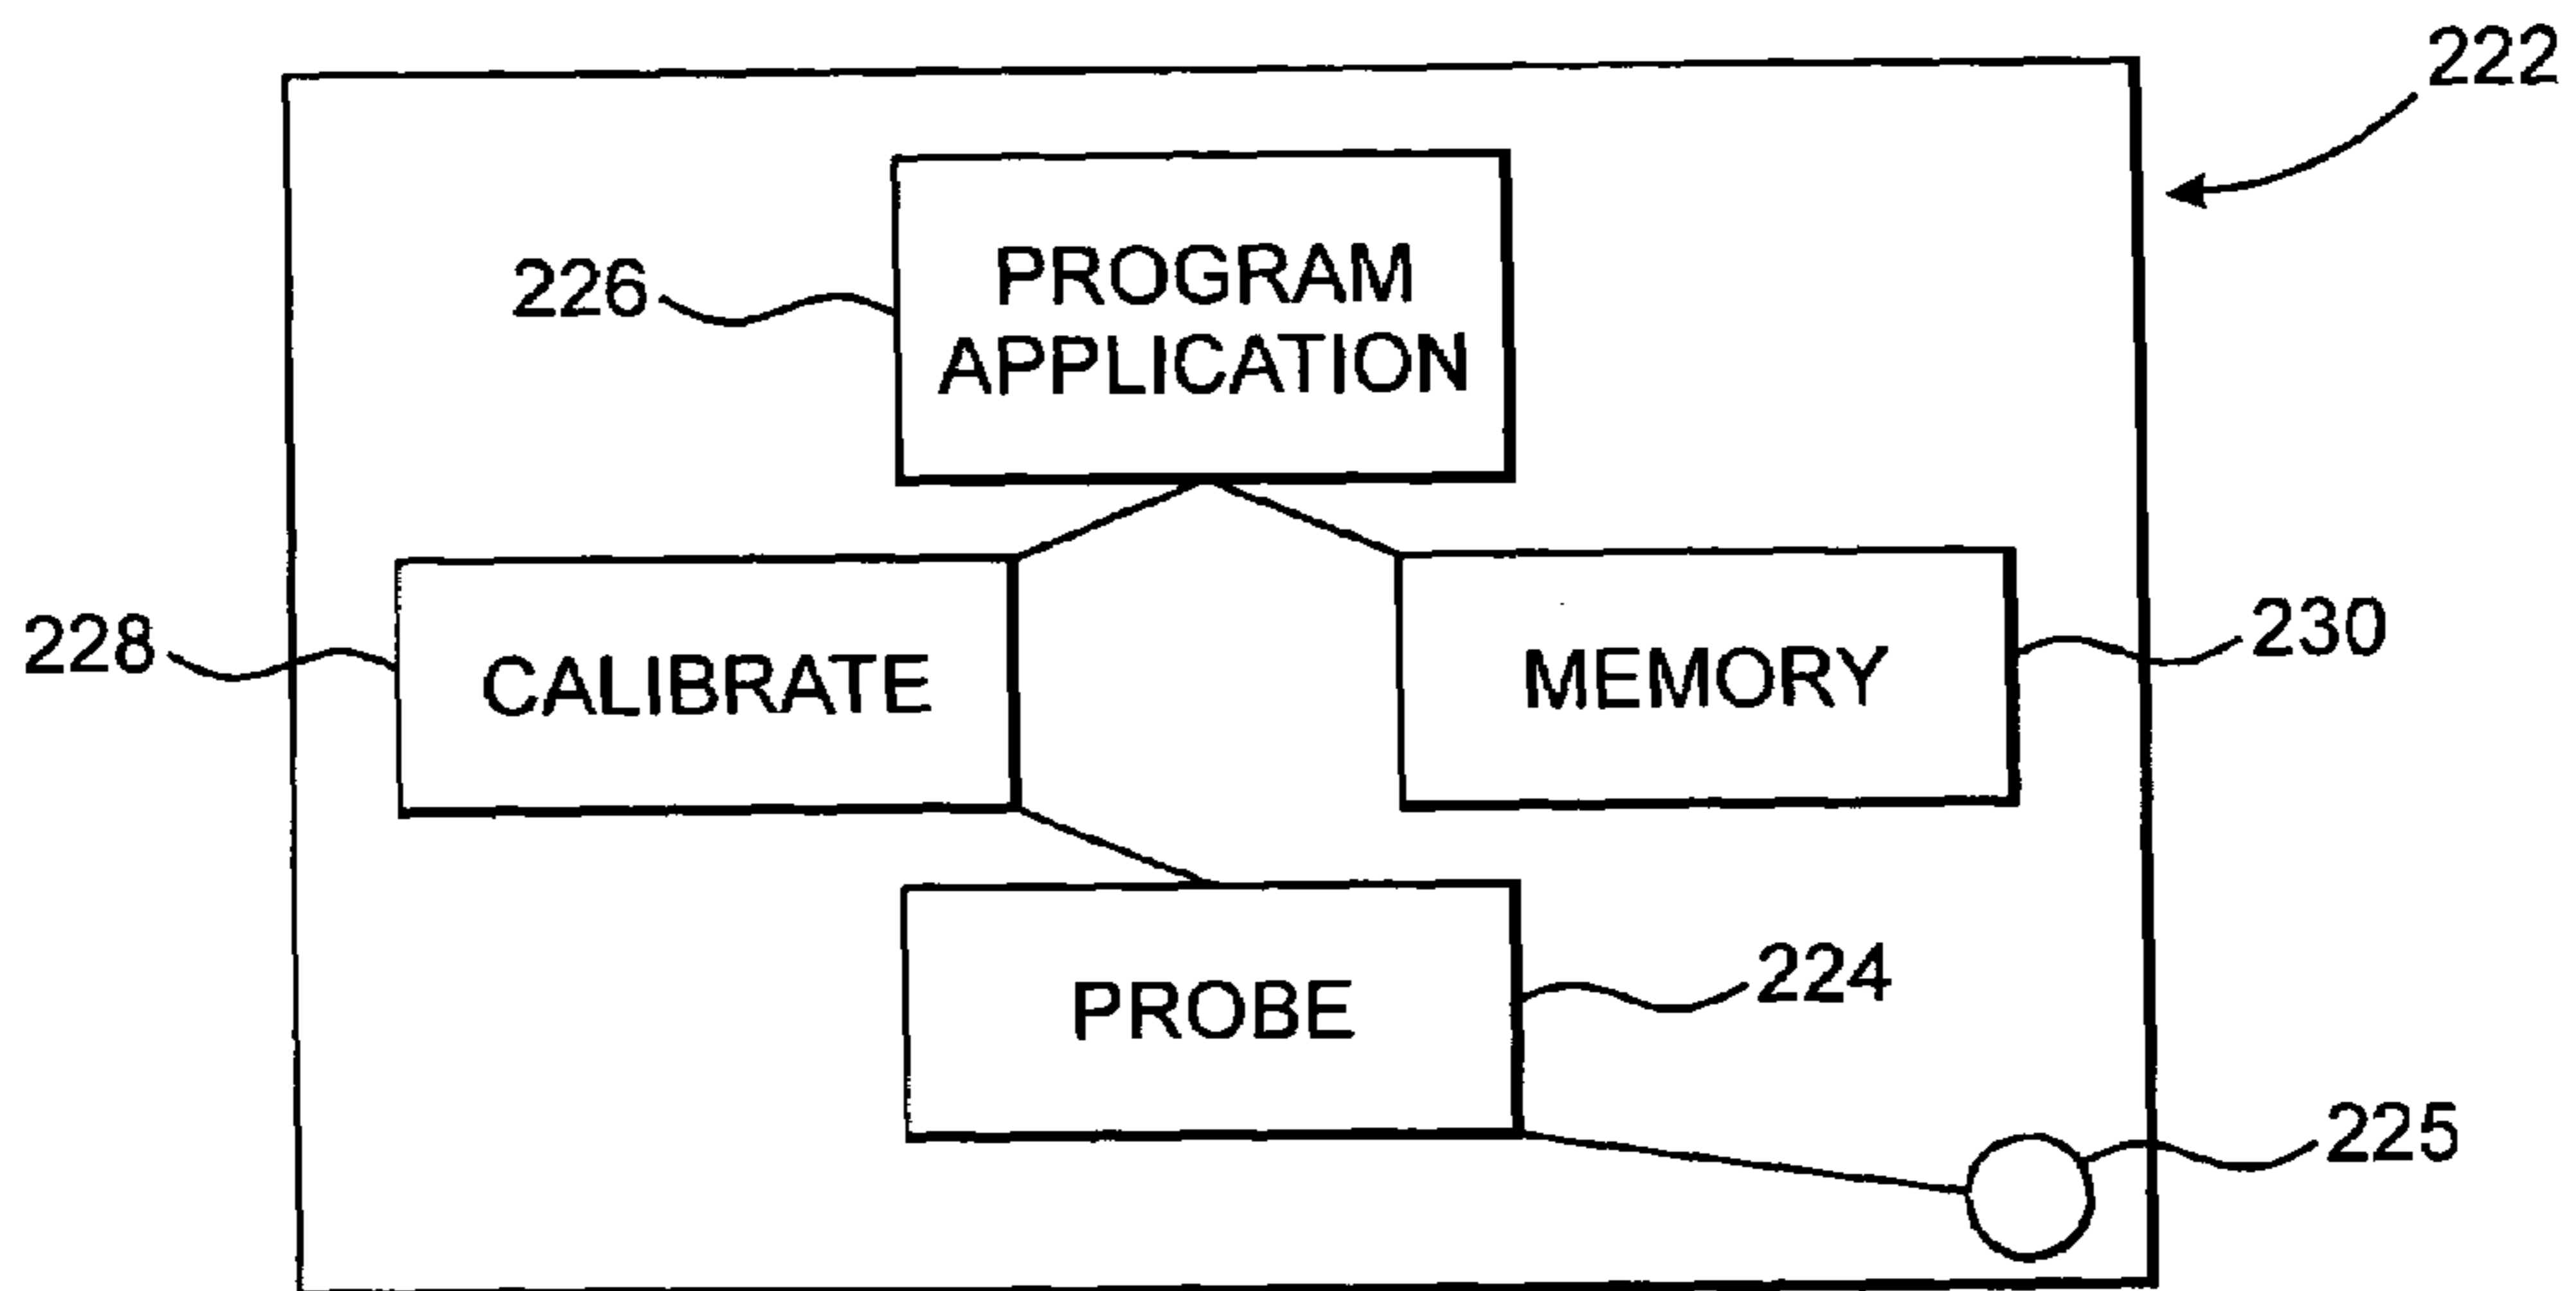 222
226
PROGRAM
APPLICATION
228
CALIBRATE
MEMORY
230
PROBE
224
225